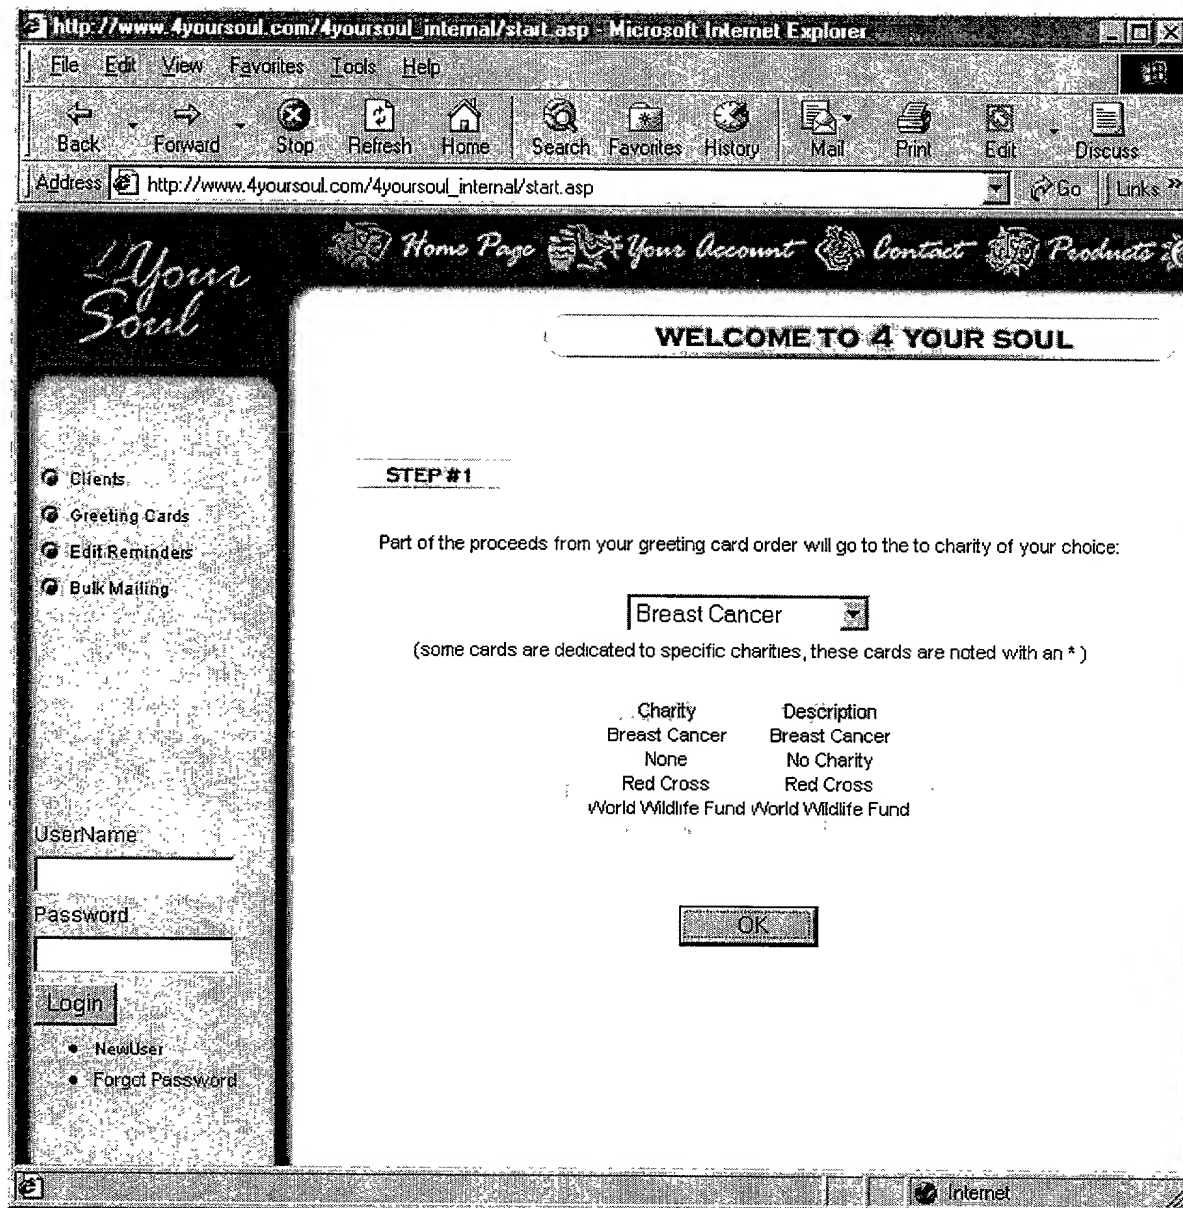 http://www.4yoursoul.com/4yoursoul_internal/start.asp - Microsoft Internet Explorer
File Edit View Favorites Tools Help
Back Forward Stop Refresh Home Search Favorites History Mail Print Edit Discuss
Address http://www.4yoursoul.com/4yoursoul_internal/start.asp Go Links »
4 Your Soul
Home Page Your Account Contact Products
WELCOME TO 4 YOUR SOUL
Clients
Greeting Cards
Edit Reminders
Bulk Mailing
STEP #1
Part of the proceeds from your greeting card order will go to the to charity of your choice:
Breast Cancer
(some cards are dedicated to specific charities, these cards are noted with an * )
Charity Description
Breast Cancer Breast Cancer
None No Charity
Red Cross Red Cross
World Wildlife Fund World Wildlife Fund
OK
UserName
Password
Login
NewUser
Forgot Password
Internet